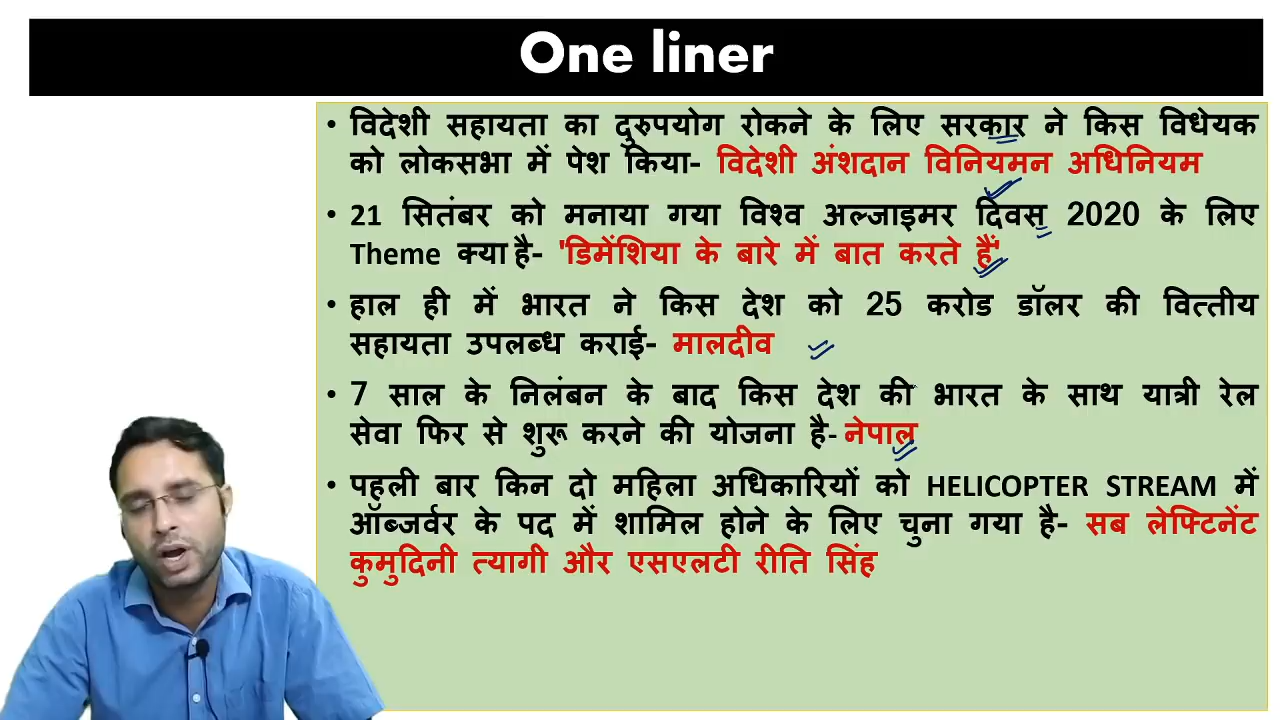 One liner
• विदेशी सहायता का दुरुपयोग रोकने के लिए सरकार ने किस विधेयक
को लोकसभा में पेश किया- विदेशी अंशदान विनियमन अधिनियम
• 21 सितंबर को मनाया गया विश्व अल्जाइमर दिवस 2020 के लिए
Theme क्या है- 'डिमेंशिया के बारे में बात करते हैं'
• हाल ही में भारत ने किस देश को 25 करोड डॉलर की वित्तीय
सहायता उपलब्ध कराई- मालदीव
• 7 साल के निलंबन के बाद किस देश की भारत के साथ यात्री रेल
सेवा फिर से शुरू करने की योजना है- नेपाल
• पहली बार किन दो महिला अधिकारियों को HELICOPTER STREAM में
ऑब्जर्वर के पद में शामिल होने के लिए चुना गया है- सब लेफ्टिनेंट
कुमुदिनी त्यागी और एसएलटी रीति सिंह